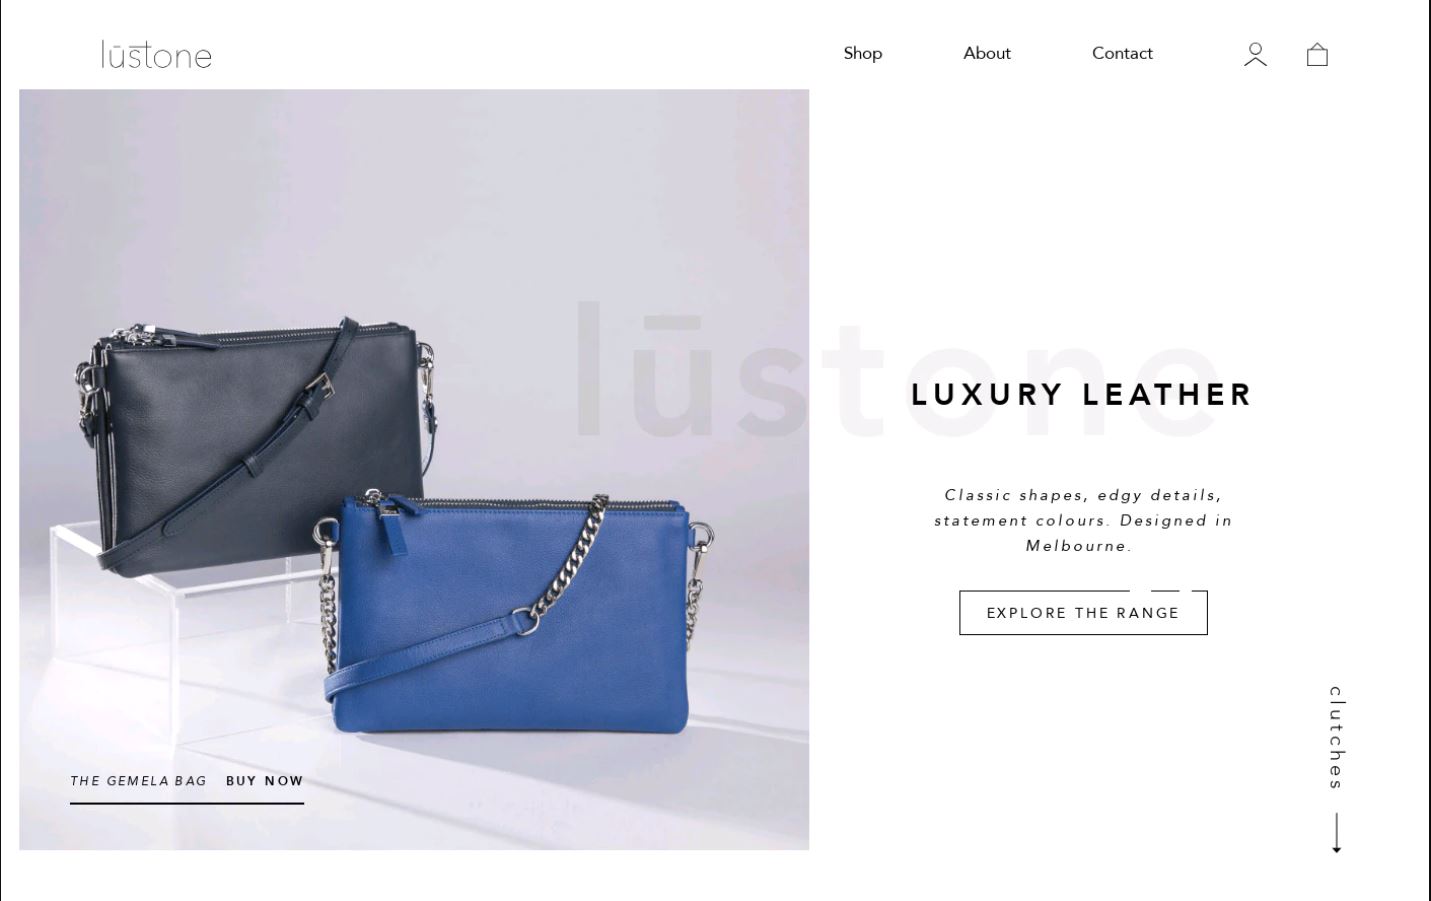 lūstone
Shop
About
Contact
lūstone
LUXURY LEATHER
Classic shapes, edgy details,
statement colours. Designed in
Melbourne.
EXPLORE THE RANGE
clutches
THE GEMELA BAG BUY NOW